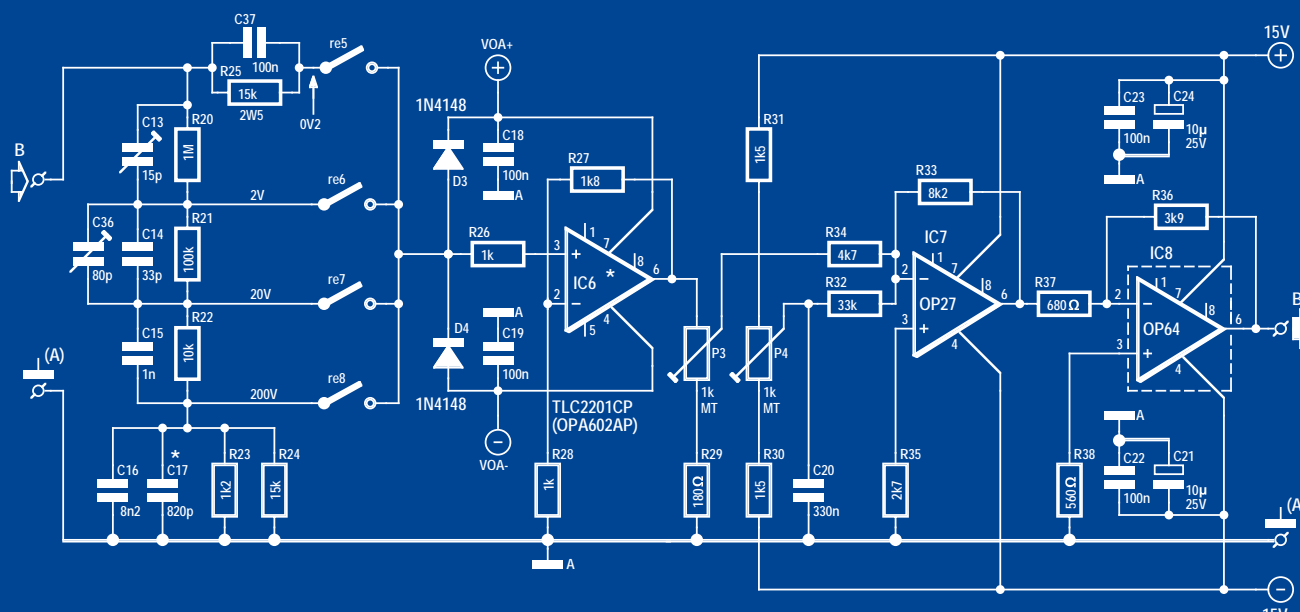 C37
100n
R25
15k
2W5
re5
0V2
VOA+
15V
C13
15p
R20
1M
1N4148
D3
C18
100n
A
R27
1k8
R31
1k5
R33
8k2
C23
100n
C24
10µ
25V
A
B
re6
2V
C36
80p
C14
33p
R21
100k
R26
1k
3
+
1
7
8
6
IC6
*
2
−
4
5
R34
4k7
IC7
1
7
8
2
−
OP27
6
3
+
4
R32
33k
R36
3k9
IC8
1
7
8
2
−
OP64
6
3
+
4
R37
680Ω
B
re7
20V
C15
1n
R22
10k
D4
1N4148
A
C19
100n
P3
1k
MT
P4
1k
MT
(A)
re8
200V
TLC2201CP
(OPA602AP)
VOA-
C16
8n2
*
C17
820p
R23
1k2
R24
15k
R28
1k
R29
180Ω
R30
1k5
C20
330n
R35
2k7
R38
560Ω
A
C22
100n
C21
10µ
25V
(A
A
15V